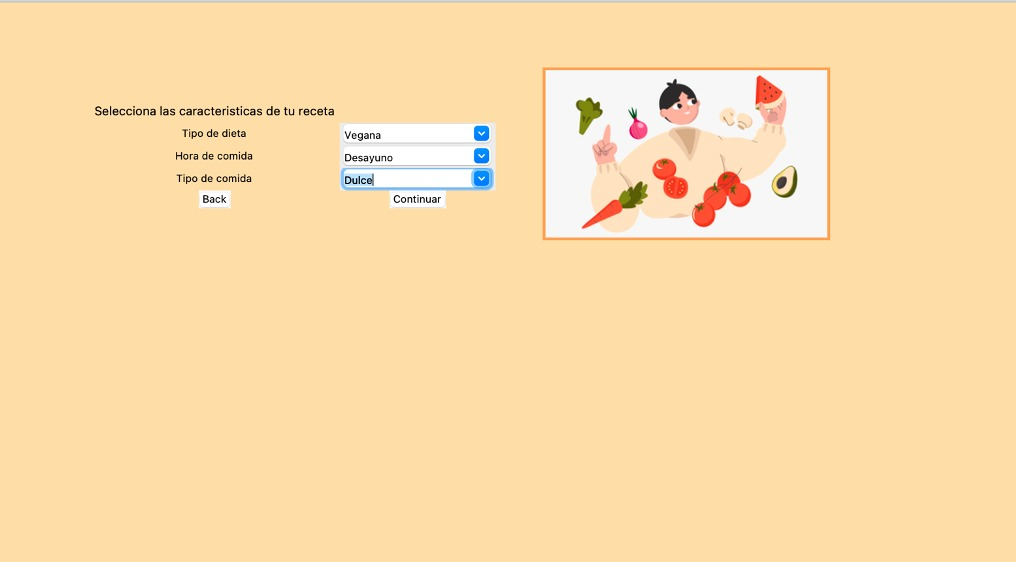 Selecciona las caracteristicas de tu receta
Tipo de dieta Vegana
Hora de comida Desayuno
Tipo de comida Dulce
Back Continuar